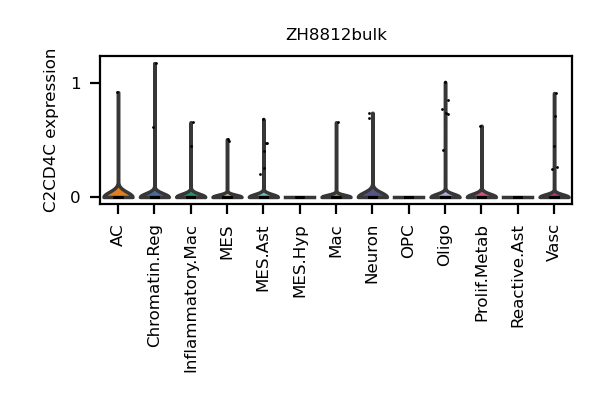 ZH8812bulk
C2CD4C expression
1
0
AC
Chromatin.Reg
Inflammatory.Mac
MES
MES.Ast
MES.Hyp
Mac
Neuron
OPC
Oligo
Prolif.Metab
Reactive.Ast
Vasc